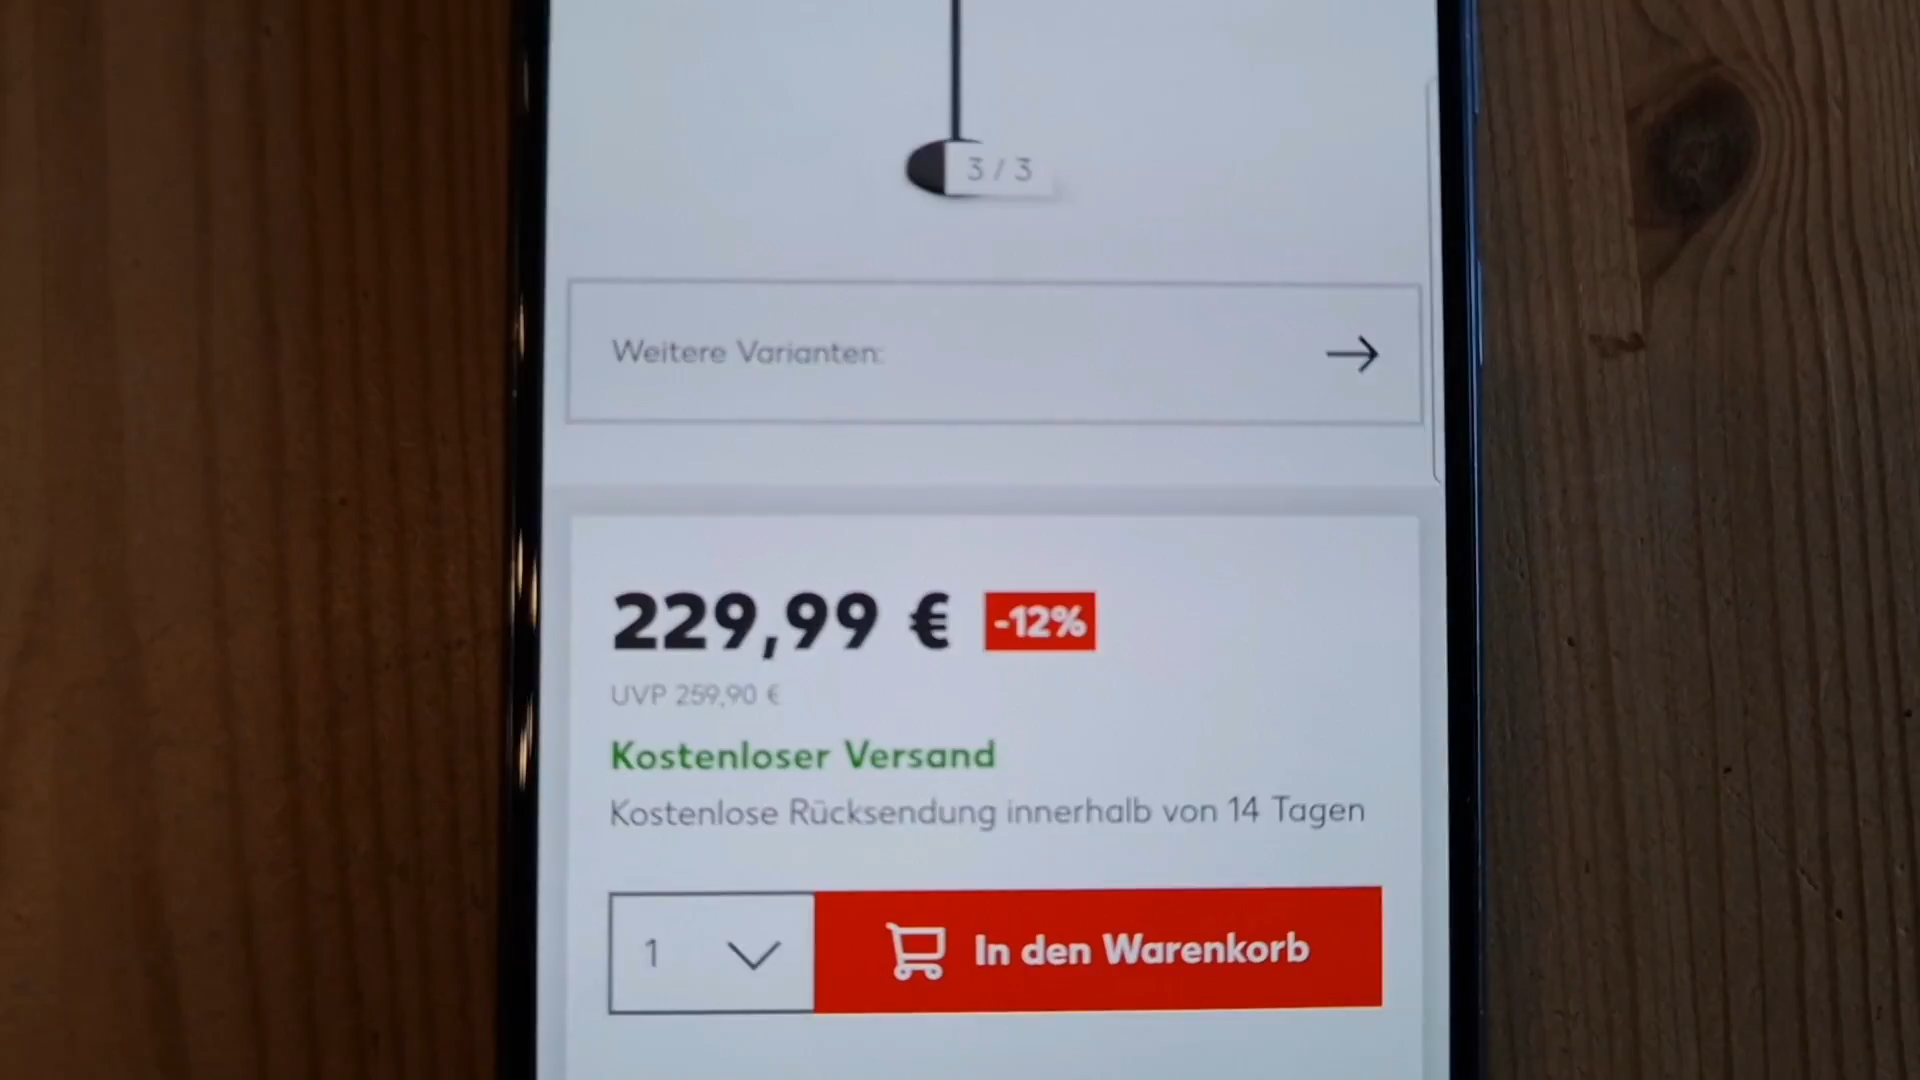 3 / 3
Weitere Varianten:
229,99 € -12%
UVP 259,90 €
Kostenloser Versand
Kostenlose Rücksendung innerhalb von 14 Tagen
1 In den Warenkorb